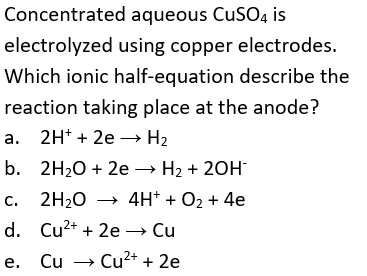 Concentrated aqueous CuSO₄ is
electrolyzed using copper electrodes.
Which ionic half-equation describe the
reaction taking place at the anode?
a. 2H⁺ + 2e → H₂
b. 2H₂O + 2e → H₂ + 2OH⁻
c. 2H₂O → 4H⁺ + O₂ + 4e
d. Cu²⁺ + 2e → Cu
e. Cu → Cu²⁺ + 2e